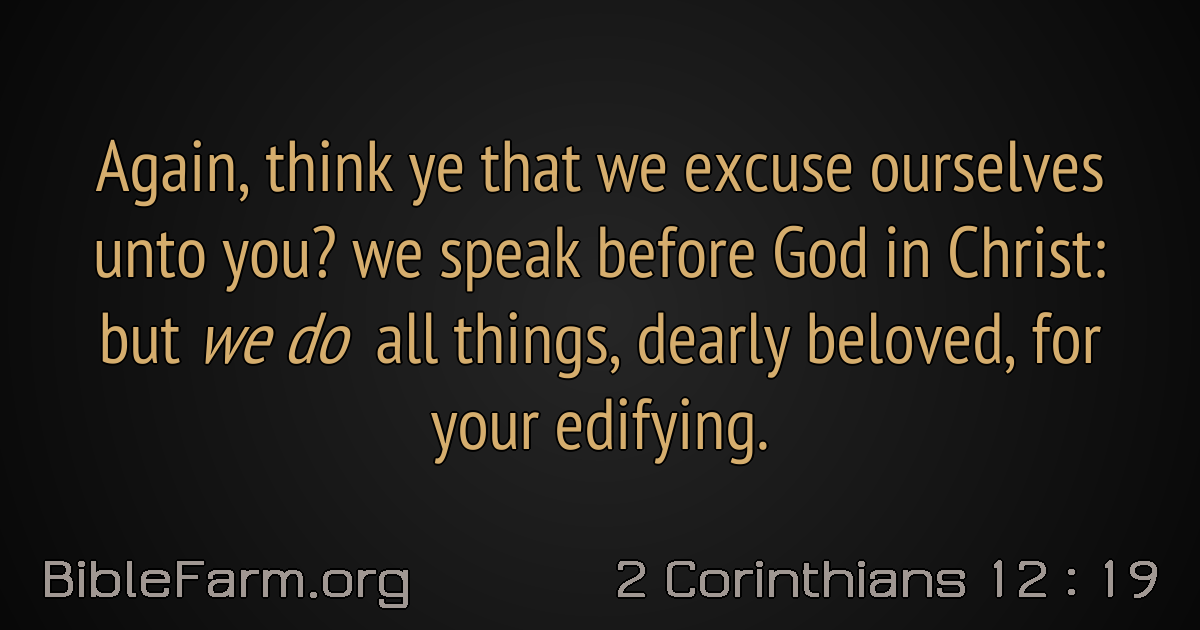 Again, think ye that we excuse ourselves
unto you? we speak before God in Christ:
but we do all things, dearly beloved, for
your edifying.
BibleFarm.org
2 Corinthians 12 : 19